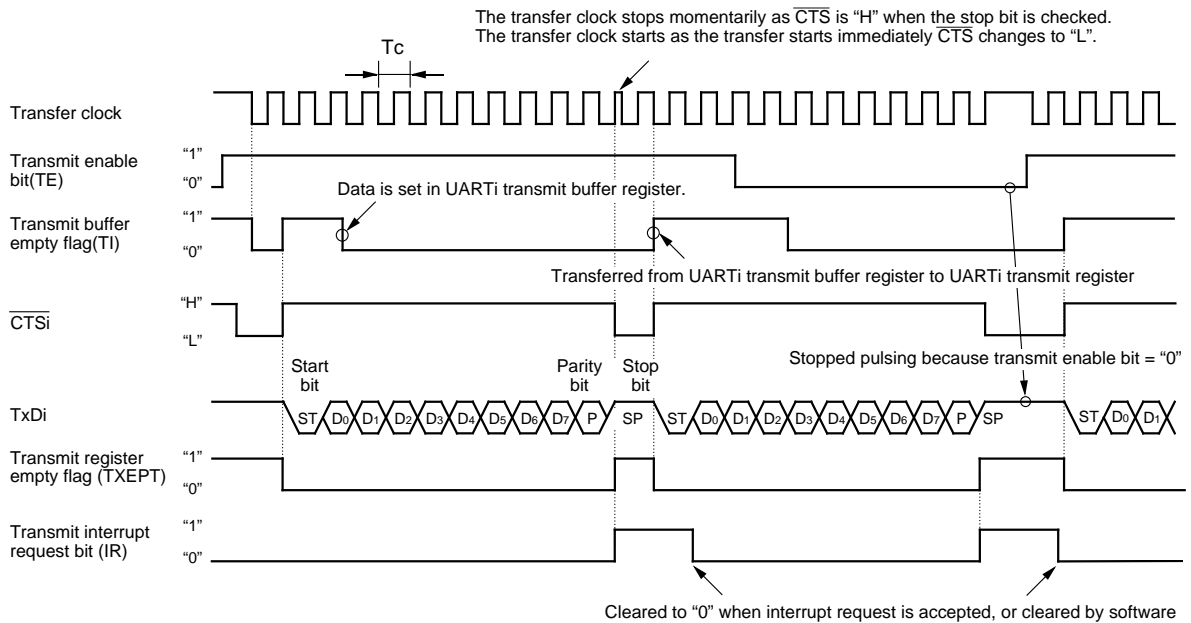 The transfer clock stops momentarily as CTS is “H” when the stop bit is checked.
The transfer clock starts as the transfer starts immediately CTS changes to “L”.
Tc
Transfer clock
Transmit enable
bit(TE)
“1”
“0”
Data is set in UARTi transmit buffer register.
Transmit buffer
empty flag(TI)
“1”
“0”
Transferred from UARTi transmit buffer register to UARTi transmit register
CTSi
“H”
“L”
Stopped pulsing because transmit enable bit = “0”
Start
bit
Parity
bit
Stop
bit
TxDi
ST D0 D1 D2 D3 D4 D5 D6 D7 P SP ST D0 D1 D2 D3 D4 D5 D6 D7 P SP ST D0 D1
Transmit register
empty flag (TXEPT)
“1”
“0”
Transmit interrupt
request bit (IR)
“1”
“0”
Cleared to “0” when interrupt request is accepted, or cleared by software